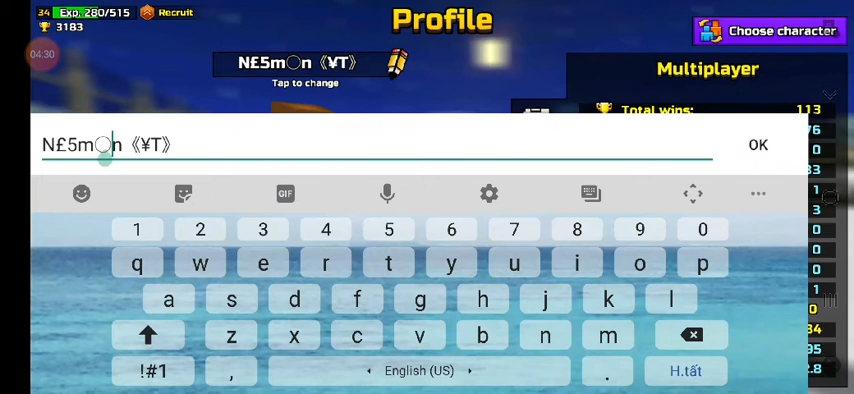 34 Exp. 280/515 Recruit
3183
Profile
Choose character
04:30
N£5m○n《¥T》
Tap to change
Multiplayer
Total wins: 113
N£5m○n《¥T》
OK
GIF
1 2 3 4 5 6 7 8 9 0
q w e r t y u i o p
a s d f g h j k l
z x c v b n m
!#1 , English (US) . H.tất